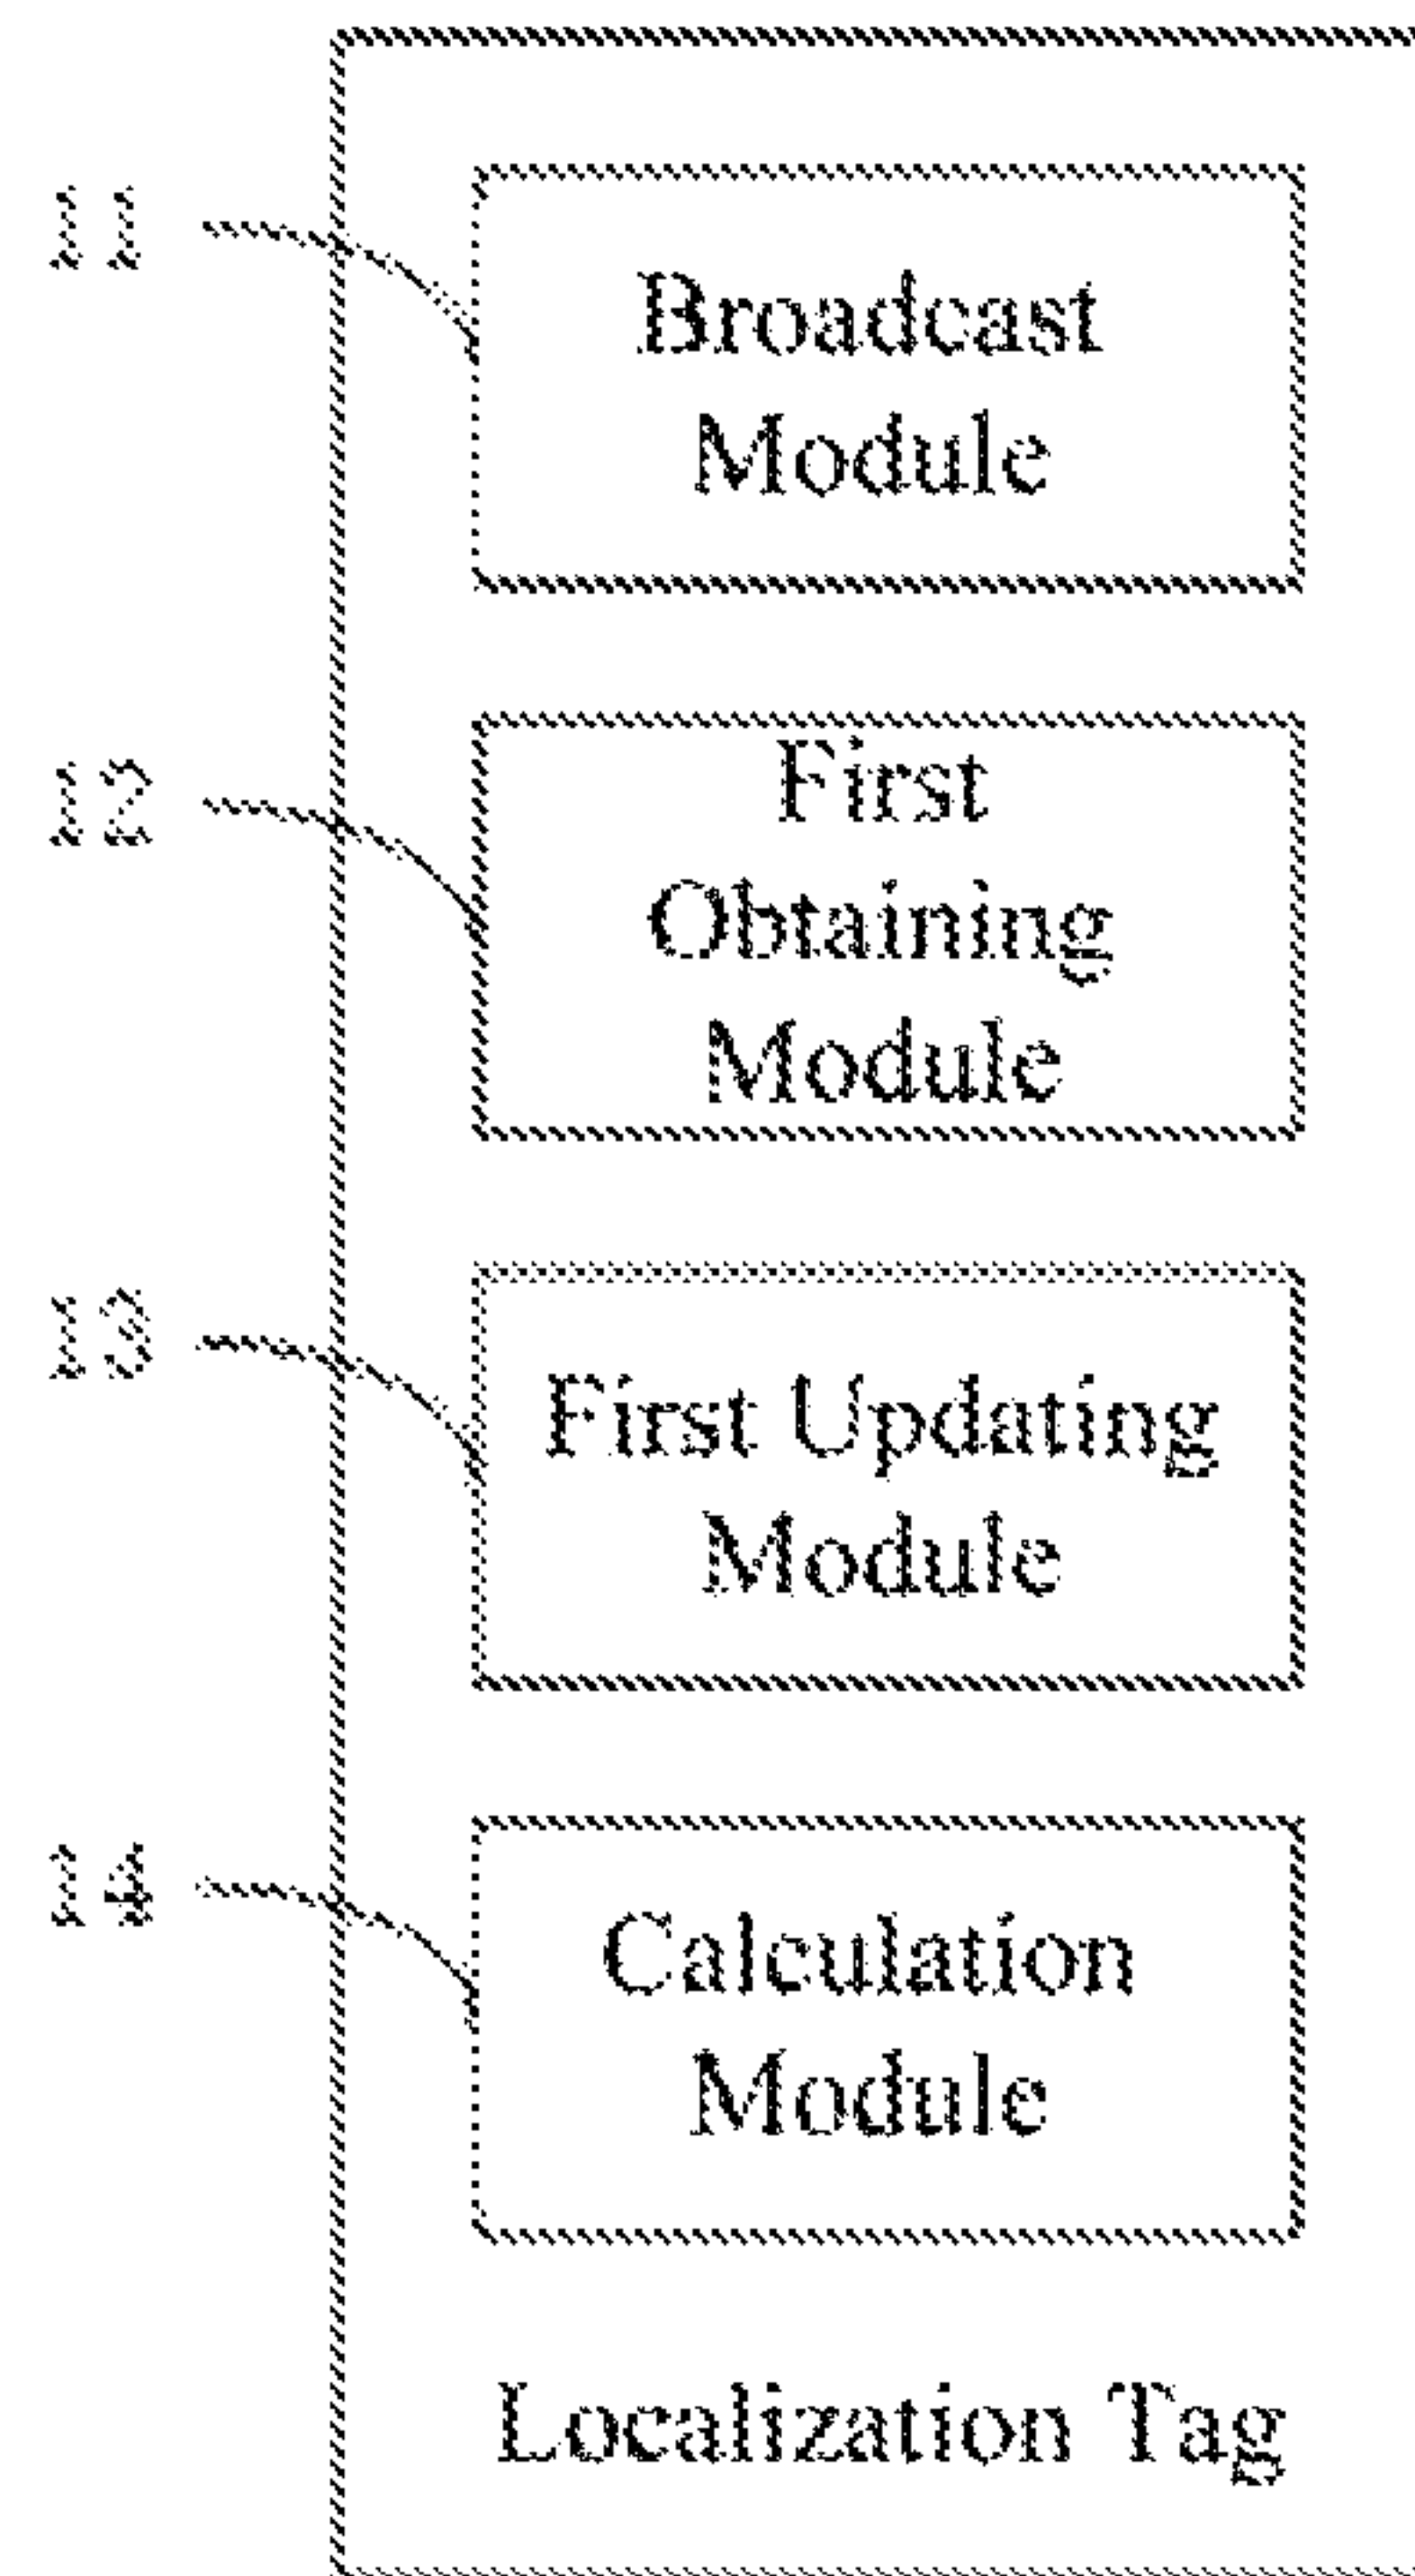 11
Broadcast
Module
12
First
Obtaining
Module
13
First Updating
Module
14
Calculation
Module
Localization Tag